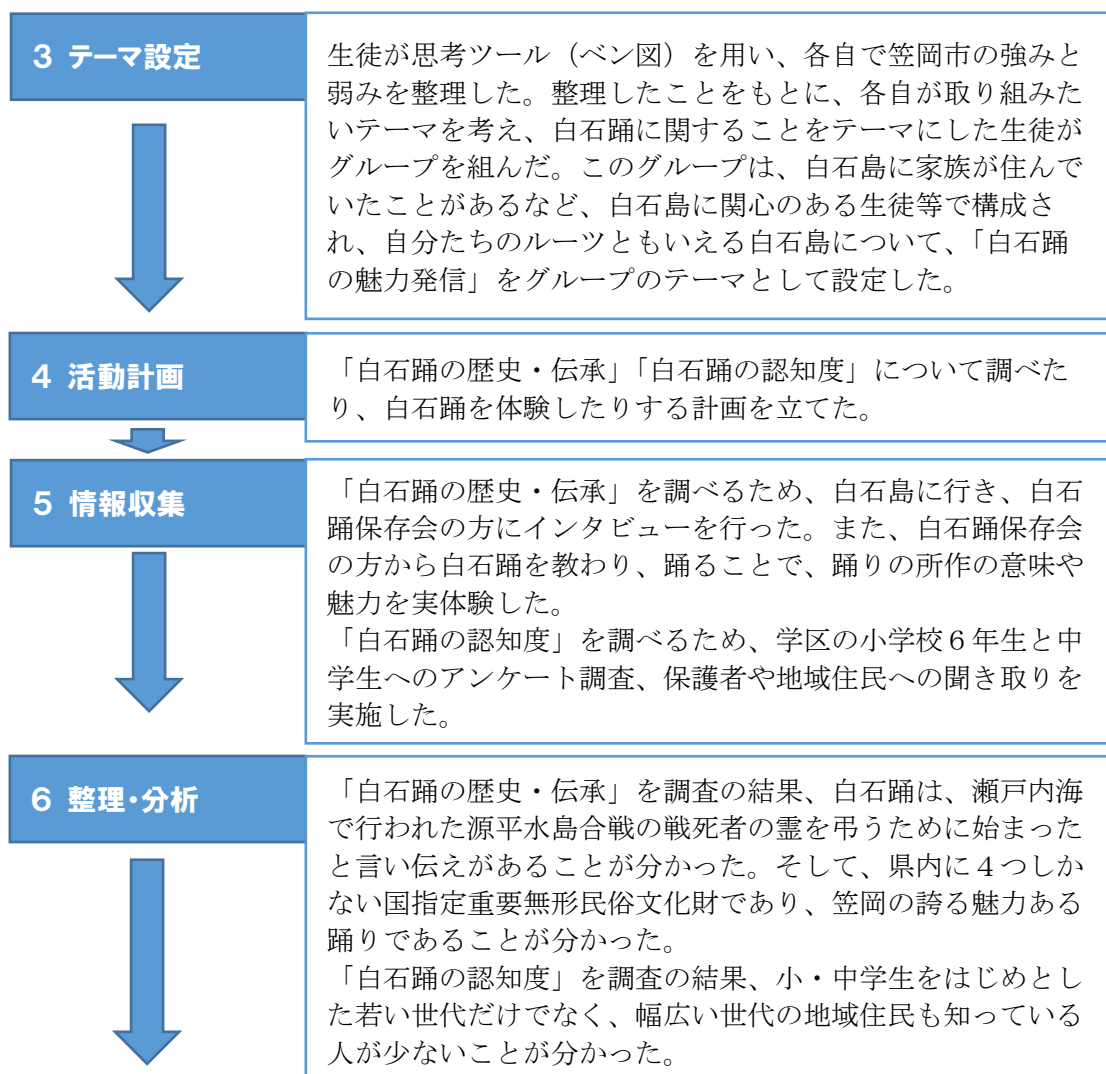 3 テーマ設定
生徒が思考ツール（ベン図）を用い、各自で笠岡市の強みと
弱みを整理した。整理したことをもとに、各自が取り組みた
いテーマを考え、白石踊に関することをテーマにした生徒が
グループを組んだ。このグループは、白石島に家族が住んで
いたことがあるなど、白石島に関心のある生徒等で構成さ
れ、自分たちのルーツともいえる白石島について、「白石踊
の魅力発信」をグループのテーマとして設定した。
4 活動計画
「白石踊の歴史・伝承」「白石踊の認知度」について調べた
り、白石踊を体験したりする計画を立てた。
5 情報収集
「白石踊の歴史・伝承」を調べるため、白石島に行き、白石
踊保存会の方にインタビューを行った。また、白石踊保存会
の方から白石踊を教わり、踊ることで、踊りの所作の意味や
魅力を実体験した。
「白石踊の認知度」を調べるため、学区の小学校６年生と中
学生へのアンケート調査、保護者や地域住民への聞き取りを
実施した。
6 整理・分析
「白石踊の歴史・伝承」を調査の結果、白石踊は、瀬戸内海
で行われた源平水島合戦の戦死者の霊を弔うために始まった
と言い伝えがあることが分かった。そして、県内に４つしか
ない国指定重要無形民俗文化財であり、笠岡の誇る魅力ある
踊りであることが分かった。
「白石踊の認知度」を調査の結果、小・中学生をはじめとし
た若い世代だけでなく、幅広い世代の地域住民も知っている
人が少ないことが分かった。